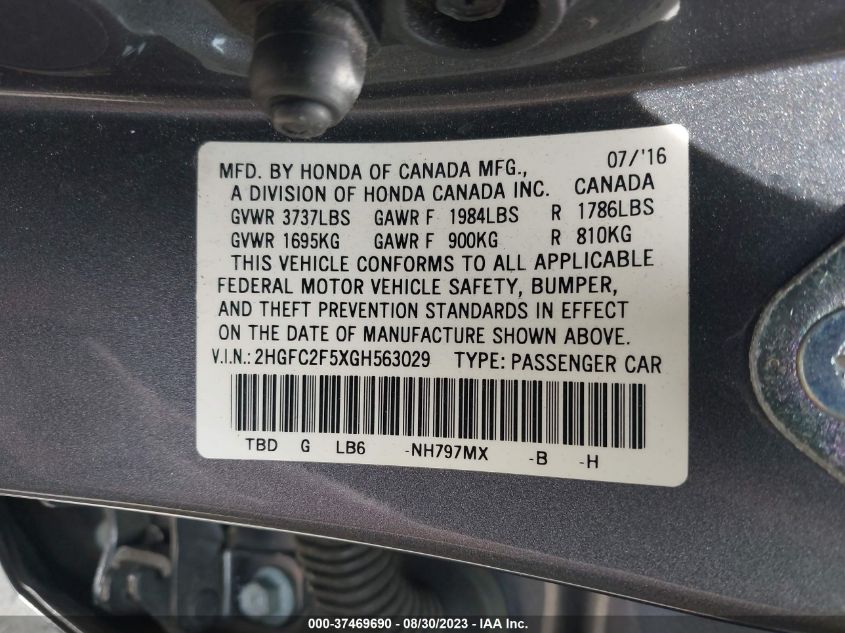 MFD. BY HONDA OF CANADA MFG., 07/'16
A DIVISION OF HONDA CANADA INC. CANADA
GVWR 3737LBS GAWR F 1984LBS R 1786LBS
GVWR 1695KG GAWR F 900KG R 810KG
THIS VEHICLE CONFORMS TO ALL APPLICABLE
FEDERAL MOTOR VEHICLE SAFETY, BUMPER,
AND THEFT PREVENTION STANDARDS IN EFFECT
ON THE DATE OF MANUFACTURE SHOWN ABOVE.
V.I.N.: 2HGFC2F5XGH563029 TYPE: PASSENGER CAR
TBD G LB6 -NH797MX -B -H
000-37469690 - 08/30/2023 - IAA Inc.